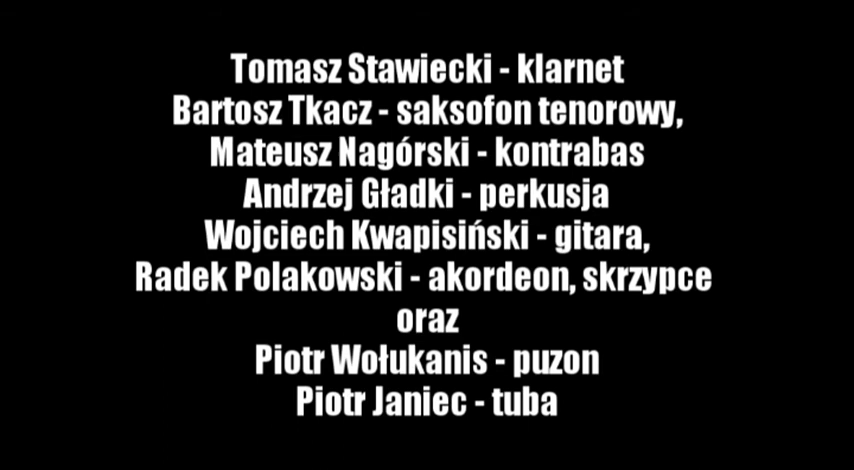 Tomasz Stawiecki - klarnet
Bartosz Tkacz - saksofon tenorowy,
Mateusz Nagórski - kontrabas
Andrzej Gładki - perkusja
Wojciech Kwapisiński - gitara,
Radek Polakowski - akordeon, skrzypce
oraz
Piotr Wołukanis - puzon
Piotr Janiec - tuba